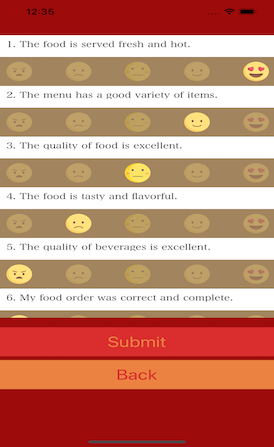 12:35
1. The food is served fresh and hot.
2. The menu has a good variety of items.
3. The quality of food is excellent.
4. The food is tasty and flavorful.
5. The quality of beverages is excellent.
6. My food order was correct and complete.
Submit
Back